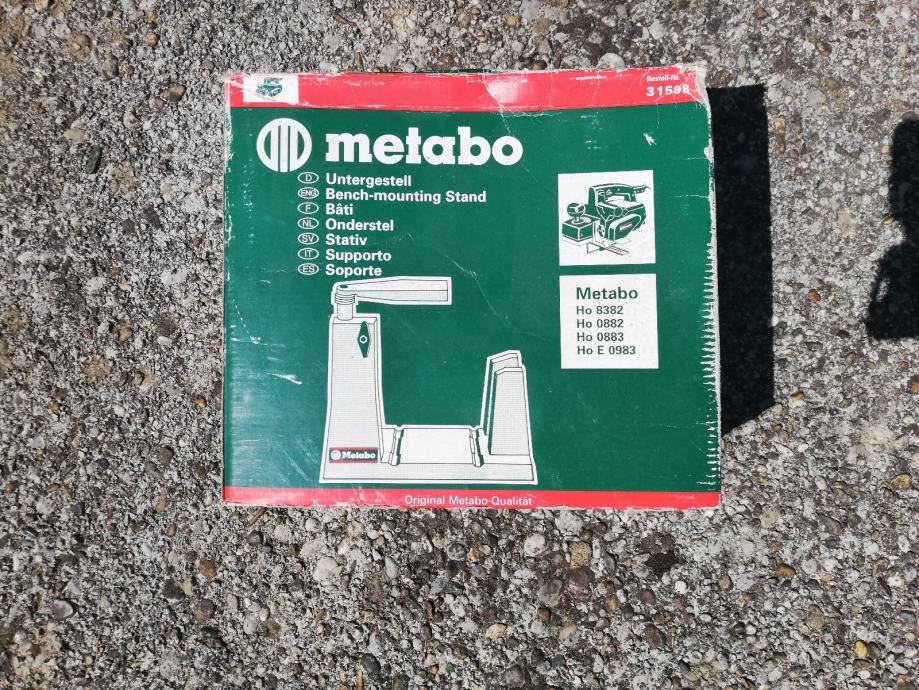 Bestell-Nr.
31598
metabo
D Untergestell
ENG Bench-mounting Stand
F Bâti
NL Onderstel
SV Stativ
IT Supporto
ES Soporte
Metabo
Ho 8382
Ho 0882
Ho 0883
Ho E 0983
Metabo
Original Metabo-Qualität